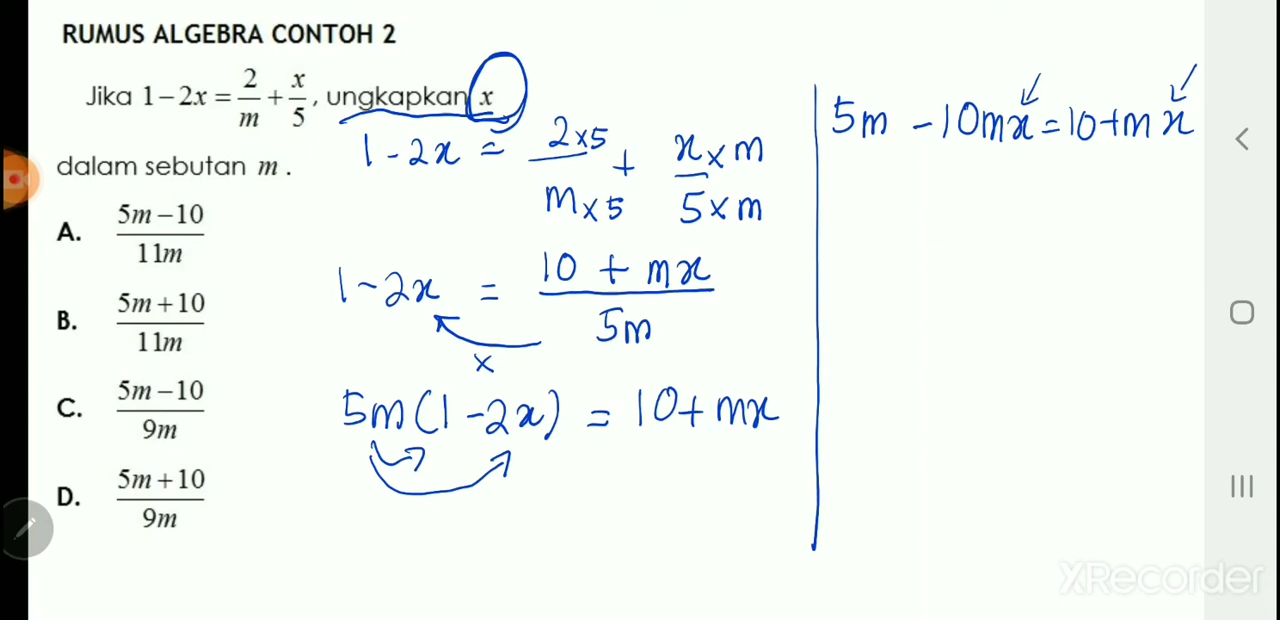 RUMUS ALGEBRA CONTOH 2
Jika 1 − 2x = 2/m + x/5, ungkapkan x
dalam sebutan m.
A. (5m − 10)/(11m)
B. (5m + 10)/(11m)
C. (5m − 10)/(9m)
D. (5m + 10)/(9m)
1 - 2x = (2 × 5)/(m × 5) + (x × m)/(5 × m)
1 - 2x = (10 + mx)/(5m)
x
5m(1 - 2x) = 10 + mx
5m - 10mx = 10 + mx
XRecorder